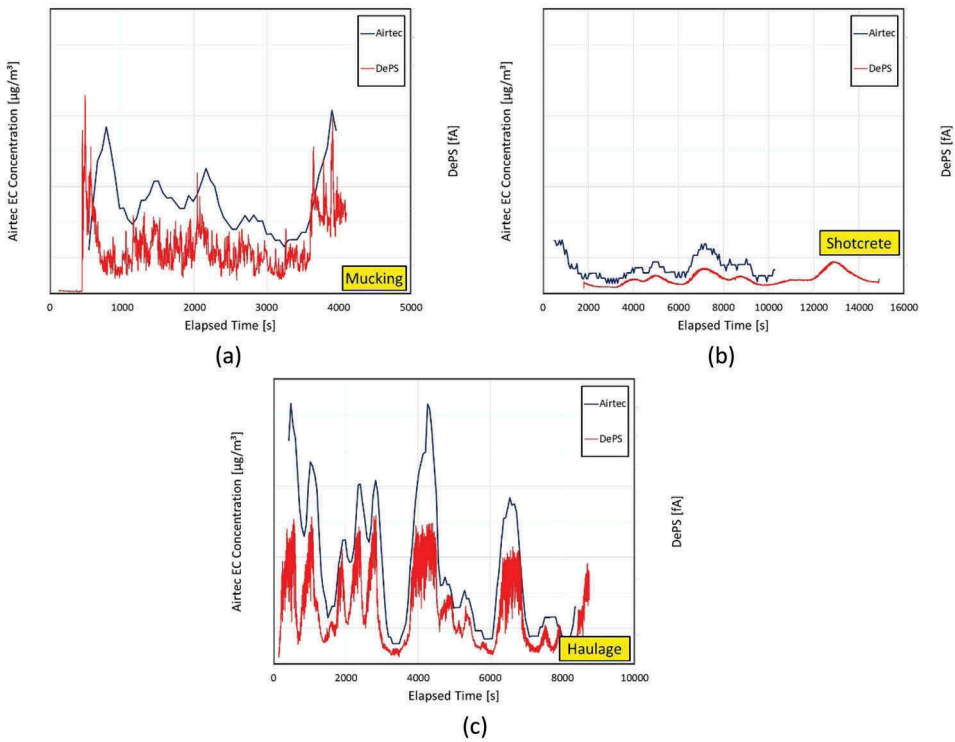 Airtec
DePS
Airtec EC Concentration [µg/m³]
DePS [fA]
Mucking
0 1000 2000 3000 4000 5000
Elapsed Time [s]
(a)
Airtec
DePS
Airtec EC Concentration [µg/m³]
DePS [fA]
Shotcrete
0 2000 4000 6000 8000 10000 12000 14000 16000
Elapsed Time [s]
(b)
Airtec
DePS
Airtec EC Concentration [µg/m³]
DePS [fA]
Haulage
0 2000 4000 6000 8000 10000
Elapsed Time [s]
(c)